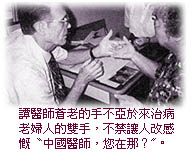 譚醫師蒼老的手不亞於來治病
老婦人的雙手，不禁讓人改感
慨〝中國醫師，您在那？〞。